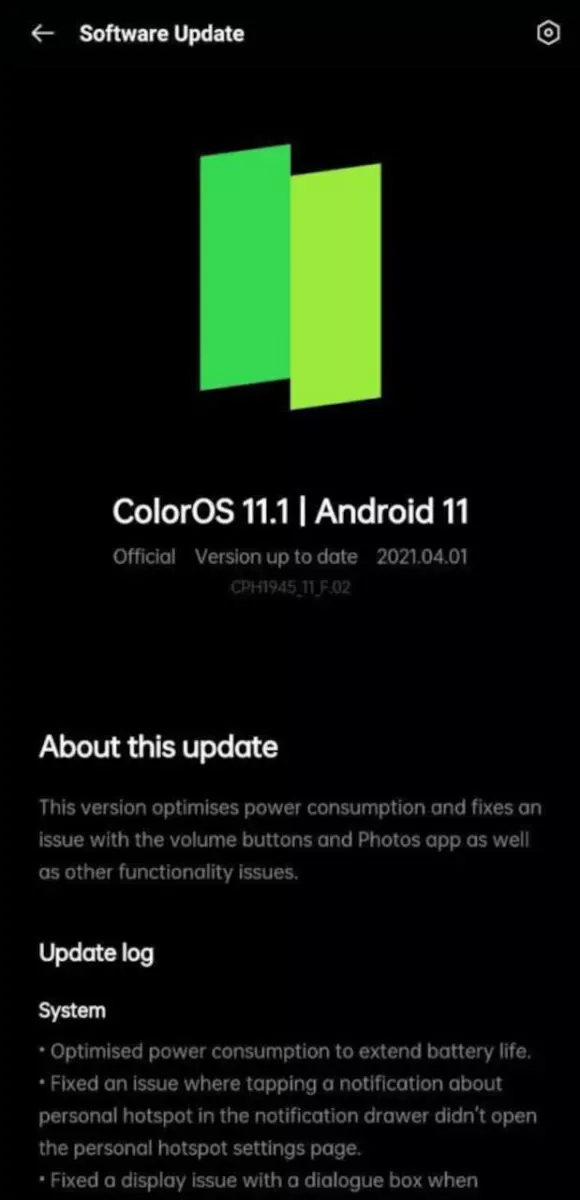 Software Update
ColorOS 11.1 | Android 11
Official Version up to date 2021.04.01
CPH1945_11_F.02
About this update
This version optimises power consumption and fixes an
issue with the volume buttons and Photos app as well
as other functionality issues.
Update log
System
• Optimised power consumption to extend battery life.
• Fixed an issue where tapping a notification about
personal hotspot in the notification drawer didn't open
the personal hotspot settings page.
• Fixed a display issue with a dialogue box when